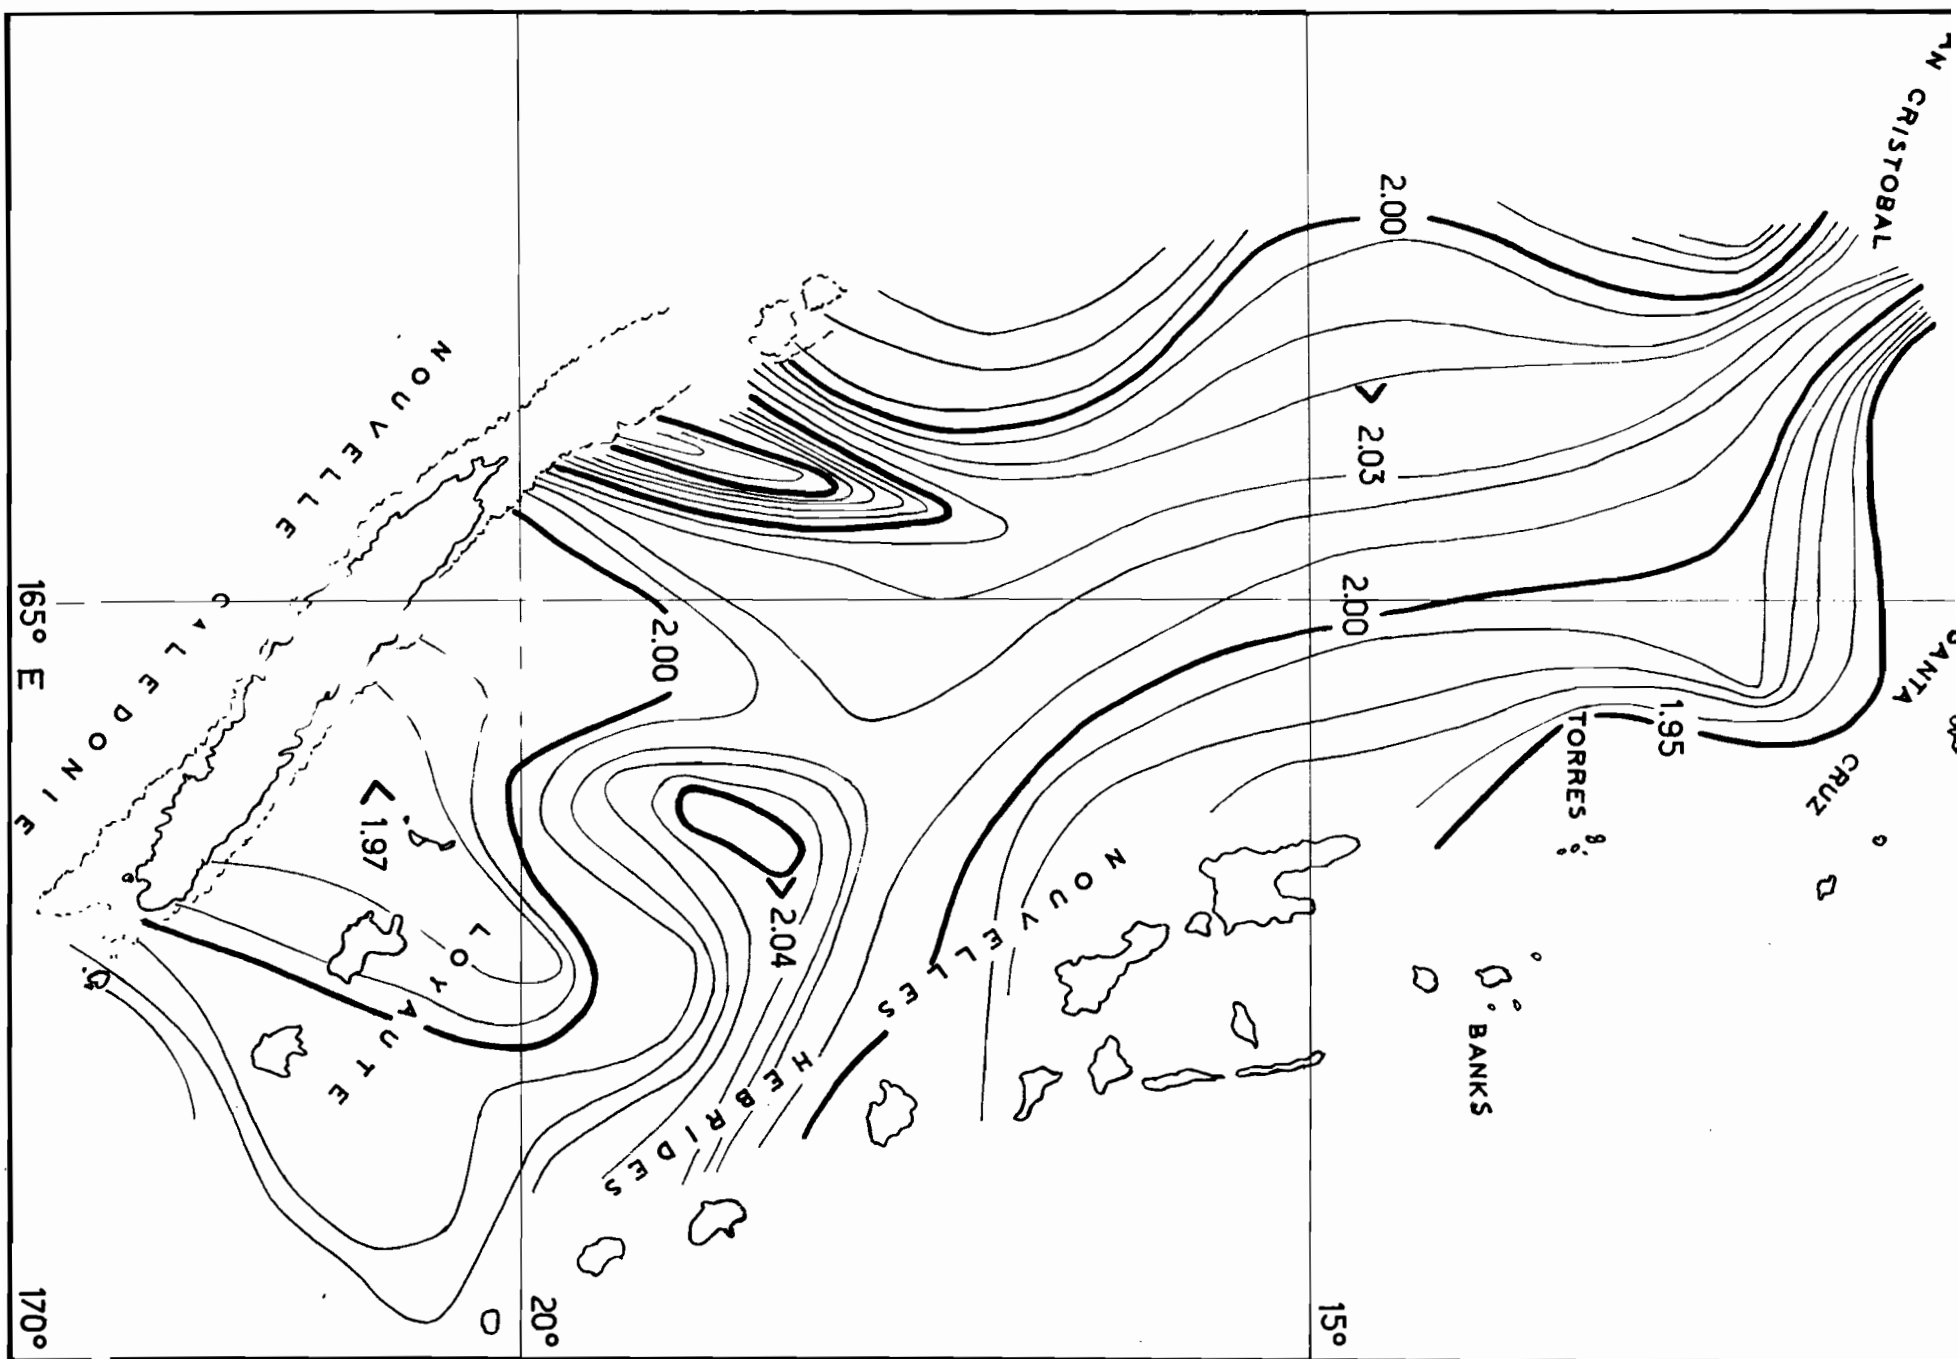 N CRISTOBAL
SANTA
CRUZ
TORRES
BANKS
15°
2.00
> 2.03
2.00
1.95
NOUVELLES
HEBRIDES
2.00
> 2.04
20°
NOUVELLE
CALEDONIE
< 1.97
LOYAUTE
165° E
170°